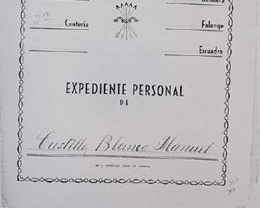 Bandera
Centuria
Falange
Escuadra
EXPEDIENTE PERSONAL
DE
Castillo Blanco Manuel